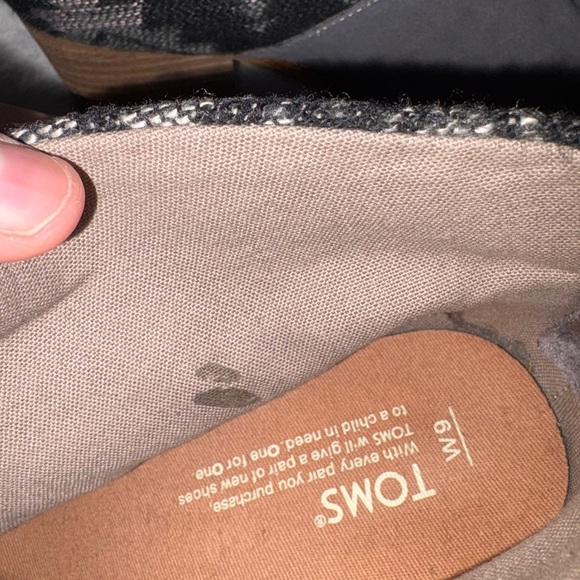 TOMS®
With every pair you purchase,
TOMS will give a pair of new shoes
to a child in need. One for One
6W